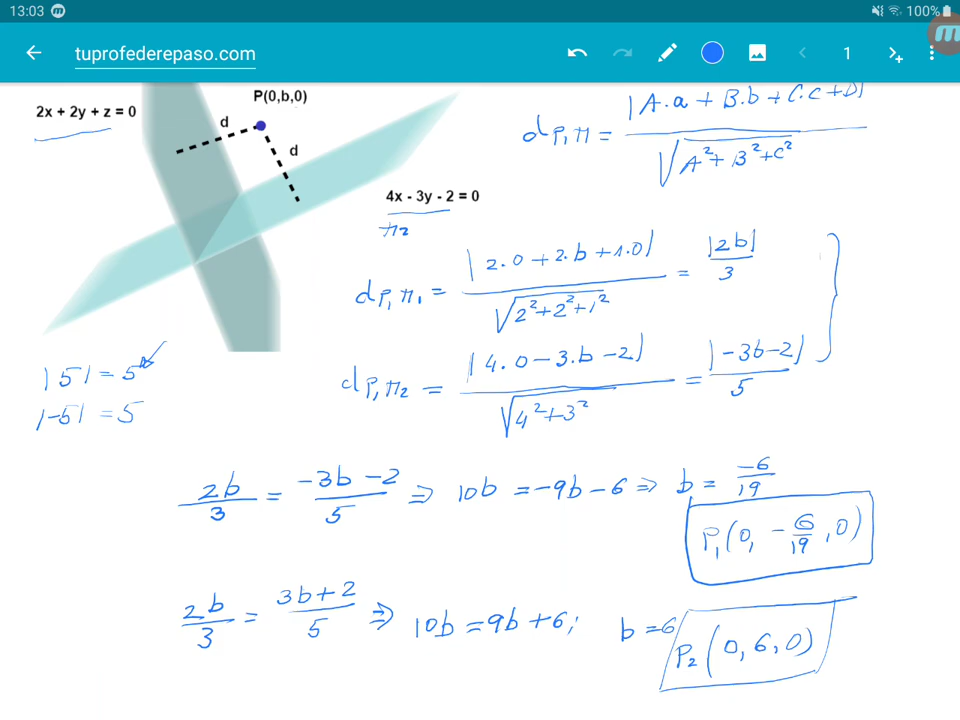 13:03 100%
tuprofederepaso.com 1
2x + 2y + z = 0
P(0,b,0)
d
d
4x - 3y - 2 = 0
π2
dP,π = |A.a + B.b + C.c + D| / √A²+B²+C²
dP,π1 = |2.0 + 2.b + 1.0| / √2²+2²+1² = |2b| / 3
dP,π2 = |4.0 - 3.b - 2| / √4²+3² = |-3b-2| / 5
|5| = 5
|-5| = 5
2b/3 = -3b-2/5 ⇒ 10b = -9b - 6 ⇒ b = -6/19
P1(0, -6/19, 0)
2b/3 = 3b+2/5 ⇒ 10b = 9b + 6; b = 6
P2(0, 6, 0)